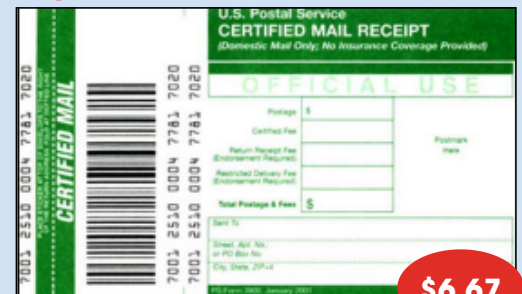 U.S. Postal Service
CERTIFIED MAIL RECEIPT
(Domestic Mail Only; No Insurance Coverage Provided)
OFFICIAL USE
Postage $
Certified Fee
Return Receipt Fee
(Endorsement Required)
Restricted Delivery Fee
(Endorsement Required)
Total Postage & Fees $
Postmark
Here
Sent To
Street, Apt. No.;
or PO Box No.
City, State, ZIP+4
PS Form 3800, January 2001
$6.67
CERTIFIED MAIL
7001 2510 0004 7781 7020
7001 2510 0004 7781 7020
7001 2510 0004 7781 7020